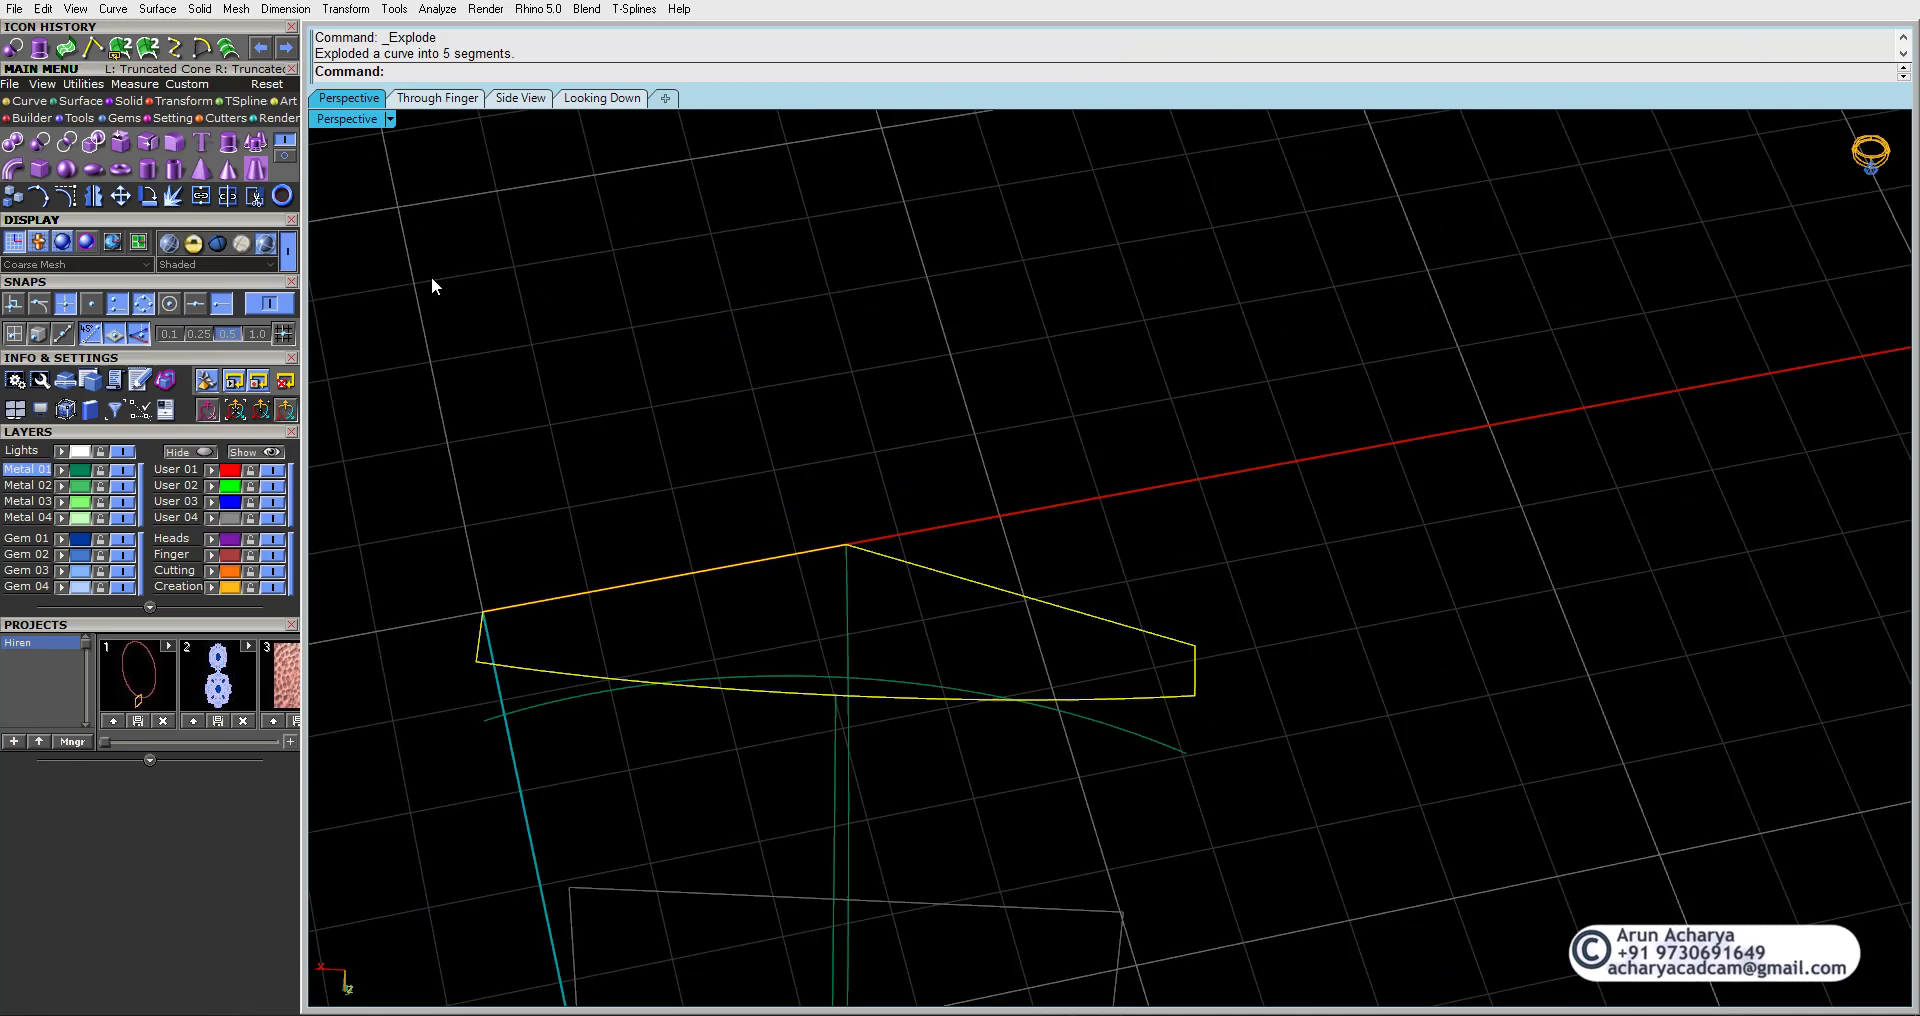 File Edit View Curve Surface Solid Mesh Dimension Transform Tools Analyze Render Rhino 5.0 Blend T-Splines Help
ICON HISTORY
Command: _Explode
Exploded a curve into 5 segments.
Command:
MAIN MENU L: Truncated Cone R: Truncate
File View Utilities Measure Custom Reset
Curve Surface Solid Transform TSpline Art
Builder Tools Gems Setting Cutters Render
Perspective Through Finger Side View Looking Down
Perspective
DISPLAY
Coarse Mesh Shaded
SNAPS
45°
0.1 0.25 0.5 1.0
INFO & SETTINGS
LAYERS
Lights Hide Show
Metal 01 User 01
Metal 02 User 02
Metal 03 User 03
Metal 04 User 04
Gem 01 Heads
Gem 02 Finger
Gem 03 Cutting
Gem 04 Creation
PROJECTS
Hiren
1 2 3
Mngr
x
z
© Arun Acharya
+91 9730691649
acharyacadcam@gmail.com